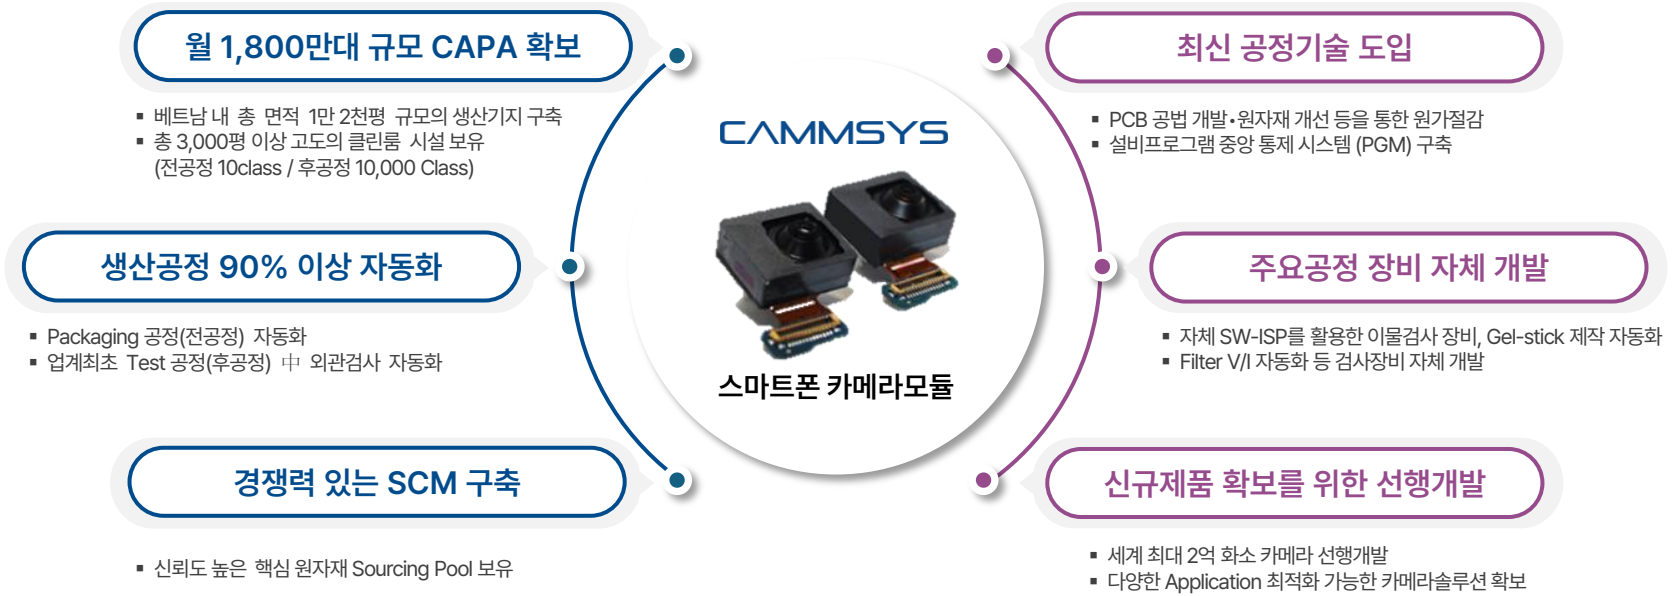 월 1,800만대 규모 CAPA 확보
▪ 베트남 내 총 면적 1만 2천평 규모의 생산기지 구축
▪ 총 3,000평 이상 고도의 클린룸 시설 보유
(전공정 10class / 후공정 10,000 Class)
생산공정 90% 이상 자동화
▪ Packaging 공정(전공정) 자동화
▪ 업계최초 Test 공정(후공정) 中 외관검사 자동화
경쟁력 있는 SCM 구축
▪ 신뢰도 높은 핵심 원자재 Sourcing Pool 보유
CAMMSYS
스마트폰 카메라모듈
최신 공정기술 도입
▪ PCB 공법 개발•원자재 개선 등을 통한 원가절감
▪ 설비프로그램 중앙 통제 시스템 (PGM) 구축
주요공정 장비 자체 개발
▪ 자체 SW-ISP를 활용한 이물검사 장비, Gel-stick 제작 자동화
▪ Filter V/I 자동화 등 검사장비 자체 개발
신규제품 확보를 위한 선행개발
▪ 세계 최대 2억 화소 카메라 선행개발
▪ 다양한 Application 최적화 가능한 카메라솔루션 확보